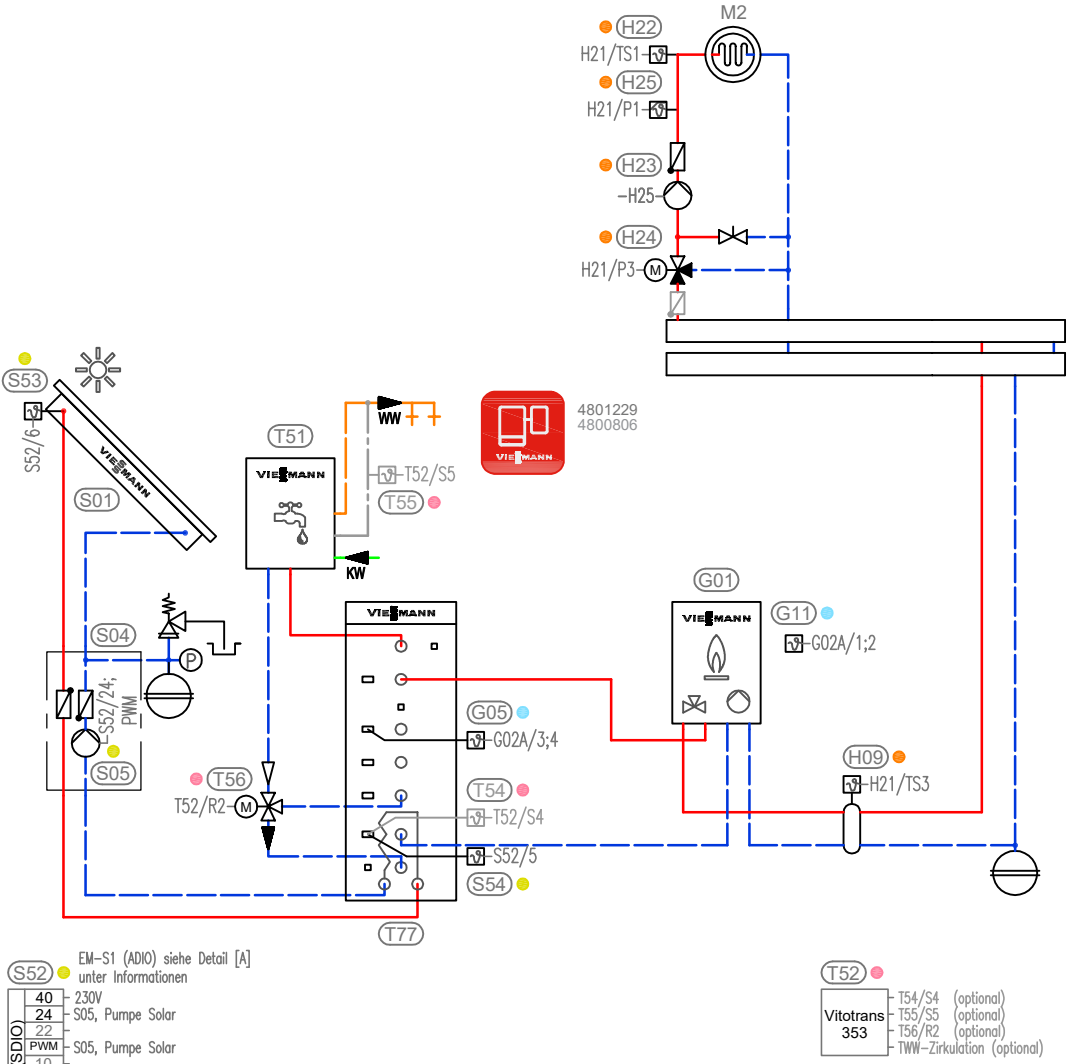 M2
H22
H21/TS1
H25
H21/P1
H23
H25
H24
H21/P3
M
S53
S52/6
VIESMANN
S01
T51
VIESMANN
WW
T52/S5
T55
KW
VIESMANN
4801229
4800806
S04
P
S52/24;
PWM
S05
VIESMANN
G05
G02A/3;4
T56
T52/R2
M
T54
T52/S4
S52/5
S54
T77
G01
VIESMANN
G11
G02A/1;2
H09
H21/TS3
EM-S1 (ADIO) siehe Detail [A]
unter Informationen
S52
SDIO)
40 230V
24 S05, Pumpe Solar
22
PWM S05, Pumpe Solar
10
T52
Vitotrans
353
T54/S4 (optional)
T55/S5 (optional)
T56/R2 (optional)
TWW-Zirkulation (optional)